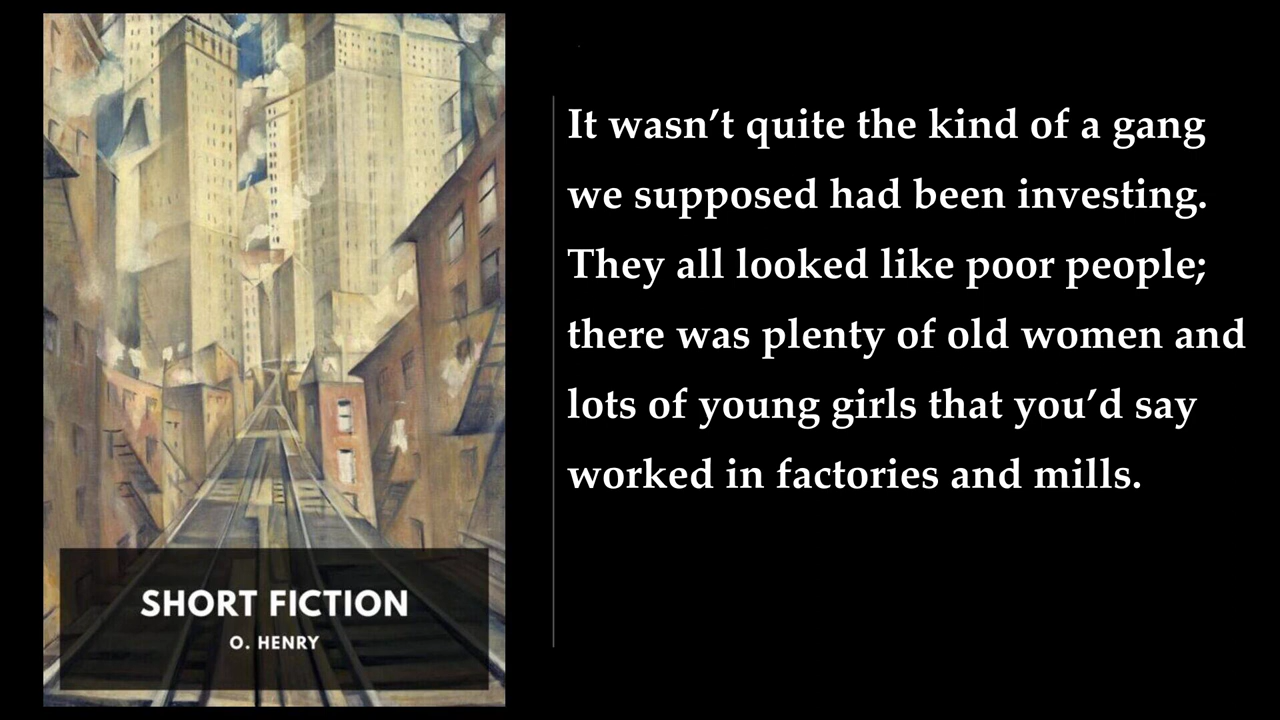 It wasn’t quite the kind of a gang
we supposed had been investing.
They all looked like poor people;
there was plenty of old women and
lots of young girls that you’d say
worked in factories and mills.
SHORT FICTION
O. HENRY